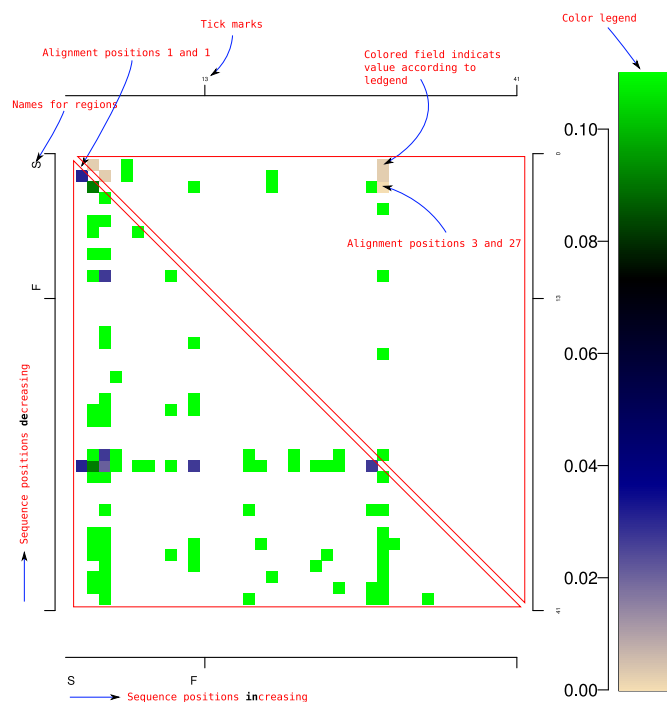 Color legend
Tick marks
Alignment positions 1 and 1
Colored field indicats
value according to
ledgend
13
41
Names for regions
0.10
S
0
Alignment positions 3 and 27
0.08
F
13
0.06
Sequence positions decreasing
0.04
0.02
41
S
F
0.00
Sequence positions increasing